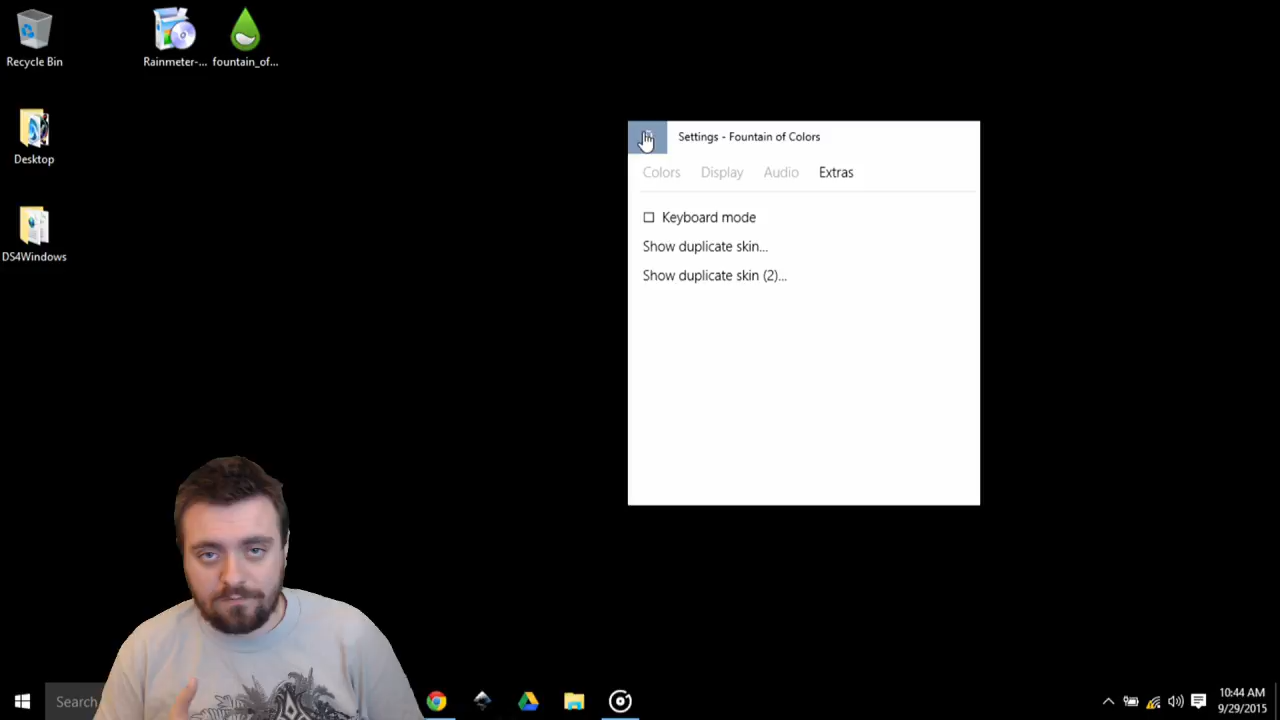 Recycle Bin
Rainmeter-...
fountain_of...
Desktop
DS4Windows
Settings - Fountain of Colors
Colors Display Audio Extras
Keyboard mode
Show duplicate skin...
Show duplicate skin (2)...
Search
10:44 AM
9/29/2015